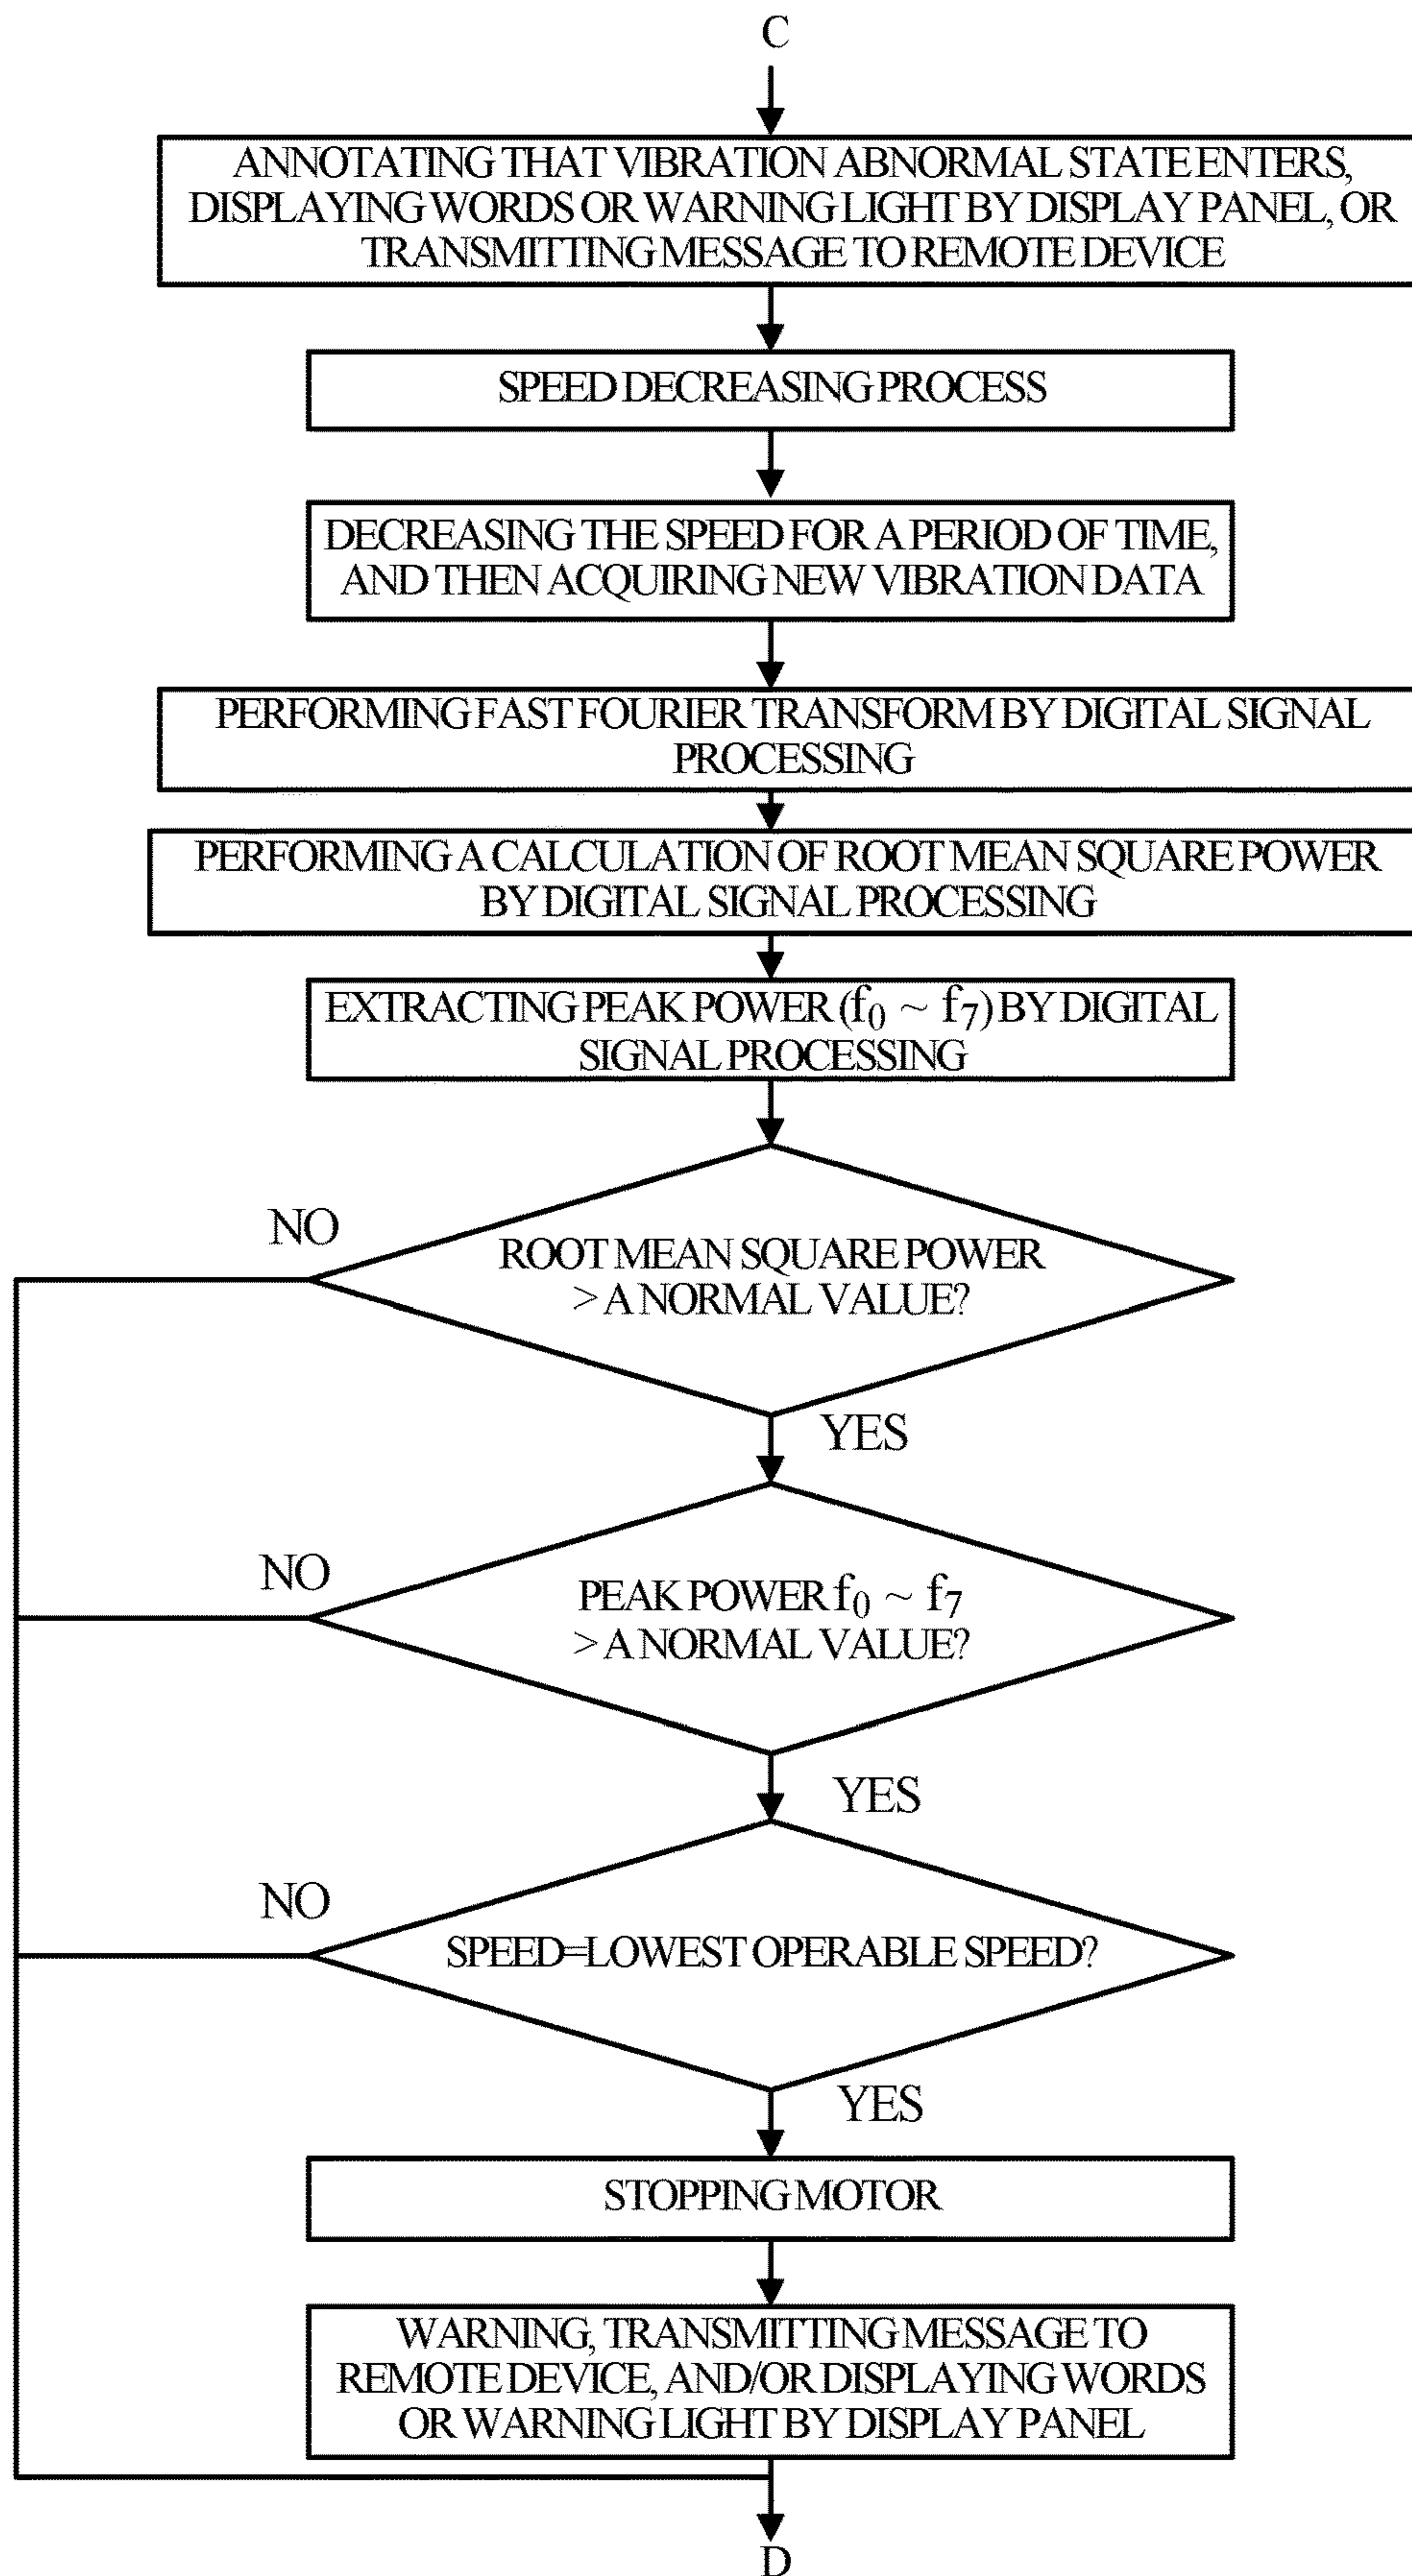 C
ANNOTATING THAT VIBRATION ABNORMAL STATE ENTERS,
DISPLAYING WORDS OR WARNING LIGHT BY DISPLAY PANEL, OR
TRANSMITTING MESSAGE TO REMOTE DEVICE
SPEED DECREASING PROCESS
DECREASING THE SPEED FOR A PERIOD OF TIME,
AND THEN ACQUIRING NEW VIBRATION DATA
PERFORMING FAST FOURIER TRANSFORM BY DIGITAL SIGNAL
PROCESSING
PERFORMING A CALCULATION OF ROOT MEAN SQUARE POWER
BY DIGITAL SIGNAL PROCESSING
EXTRACTING PEAK POWER (f₀ ~ f₇) BY DIGITAL
SIGNAL PROCESSING
NO
ROOT MEAN SQUARE POWER
> A NORMAL VALUE?
YES
NO
PEAK POWER f₀ ~ f₇
> A NORMAL VALUE?
YES
NO
SPEED=LOWEST OPERABLE SPEED?
YES
STOPPING MOTOR
WARNING, TRANSMITTING MESSAGE TO
REMOTE DEVICE, AND/OR DISPLAYING WORDS
OR WARNING LIGHT BY DISPLAY PANEL
D